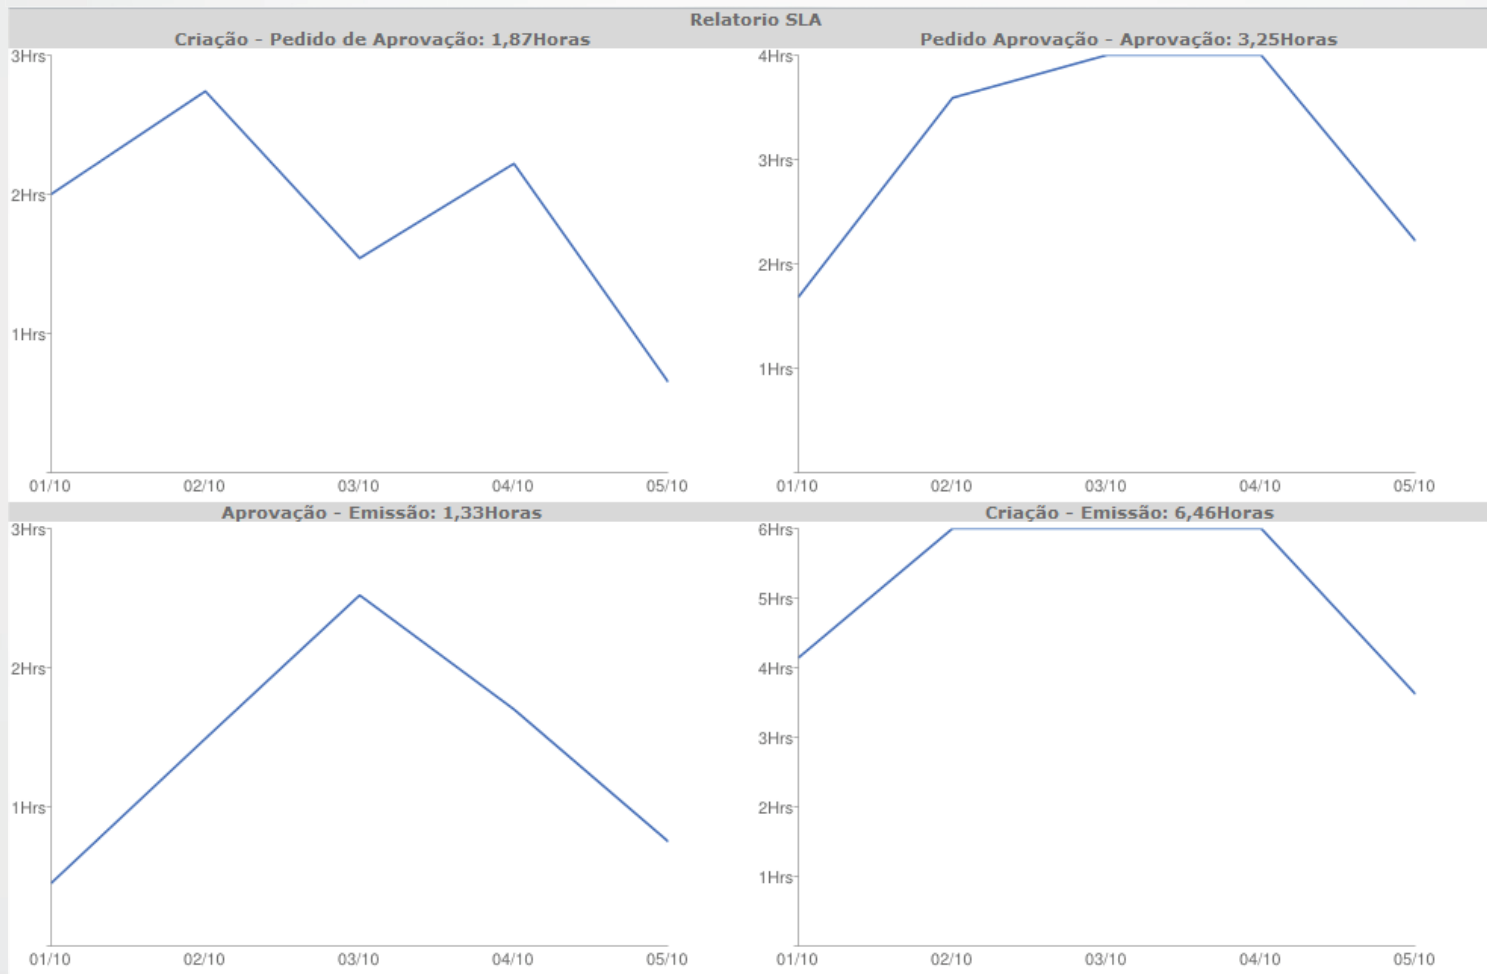 Relatorio SLA
Criação - Pedido de Aprovação: 1,87Horas
3Hrs
2Hrs
1Hrs
01/10 02/10 03/10 04/10 05/10
Pedido Aprovação - Aprovação: 3,25Horas
4Hrs
3Hrs
2Hrs
1Hrs
01/10 02/10 03/10 04/10 05/10
Aprovação - Emissão: 1,33Horas
3Hrs
2Hrs
1Hrs
01/10 02/10 03/10 04/10 05/10
Criação - Emissão: 6,46Horas
6Hrs
5Hrs
4Hrs
3Hrs
2Hrs
1Hrs
01/10 02/10 03/10 04/10 05/10